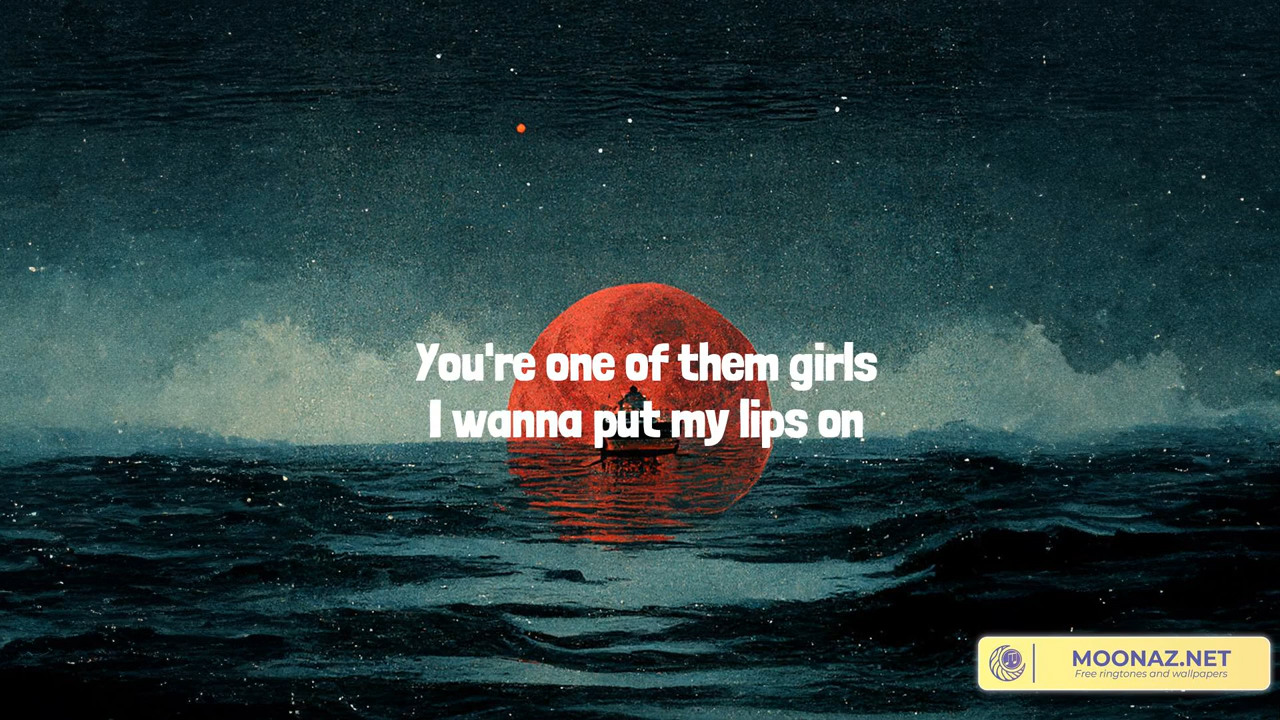 You're one of them girls
I wanna put my lips on
MOONAZ.NET
Free ringtones and wallpapers